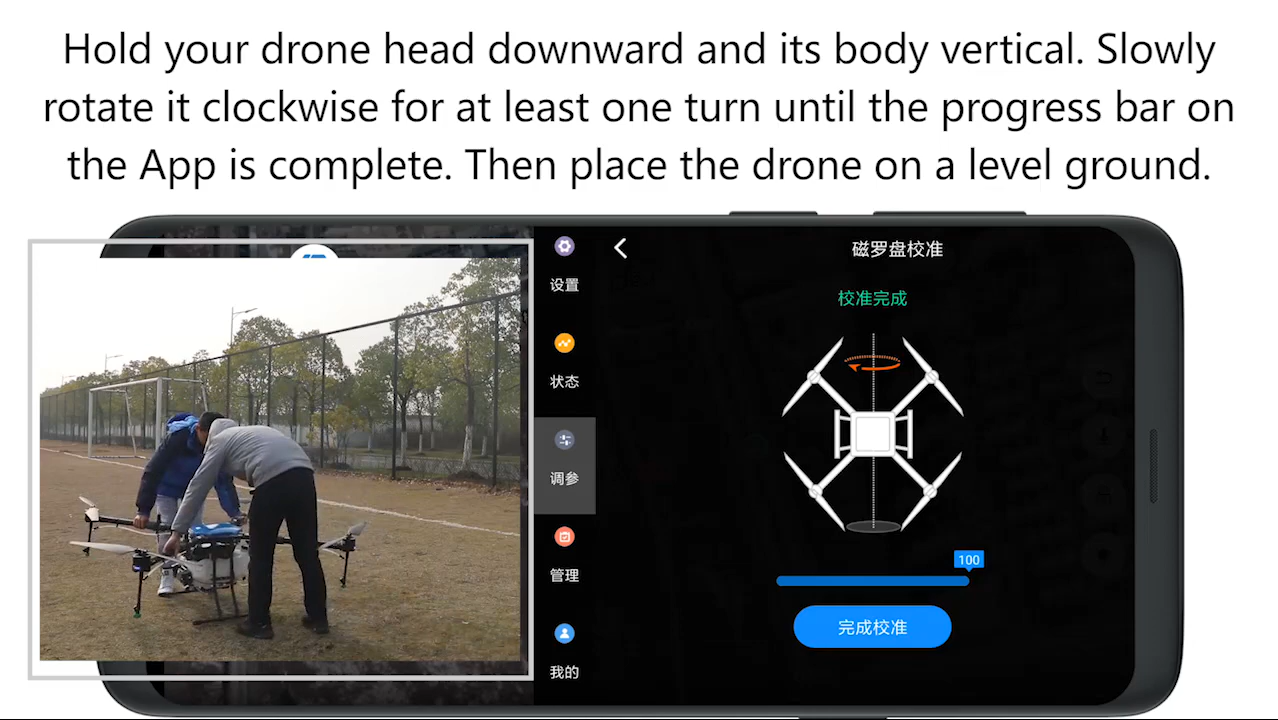 Hold your drone head downward and its body vertical. Slowly
rotate it clockwise for at least one turn until the progress bar on
the App is complete. Then place the drone on a level ground.
设置
状态
调参
管理
我的
磁罗盘校准
校准完成
100
完成校准